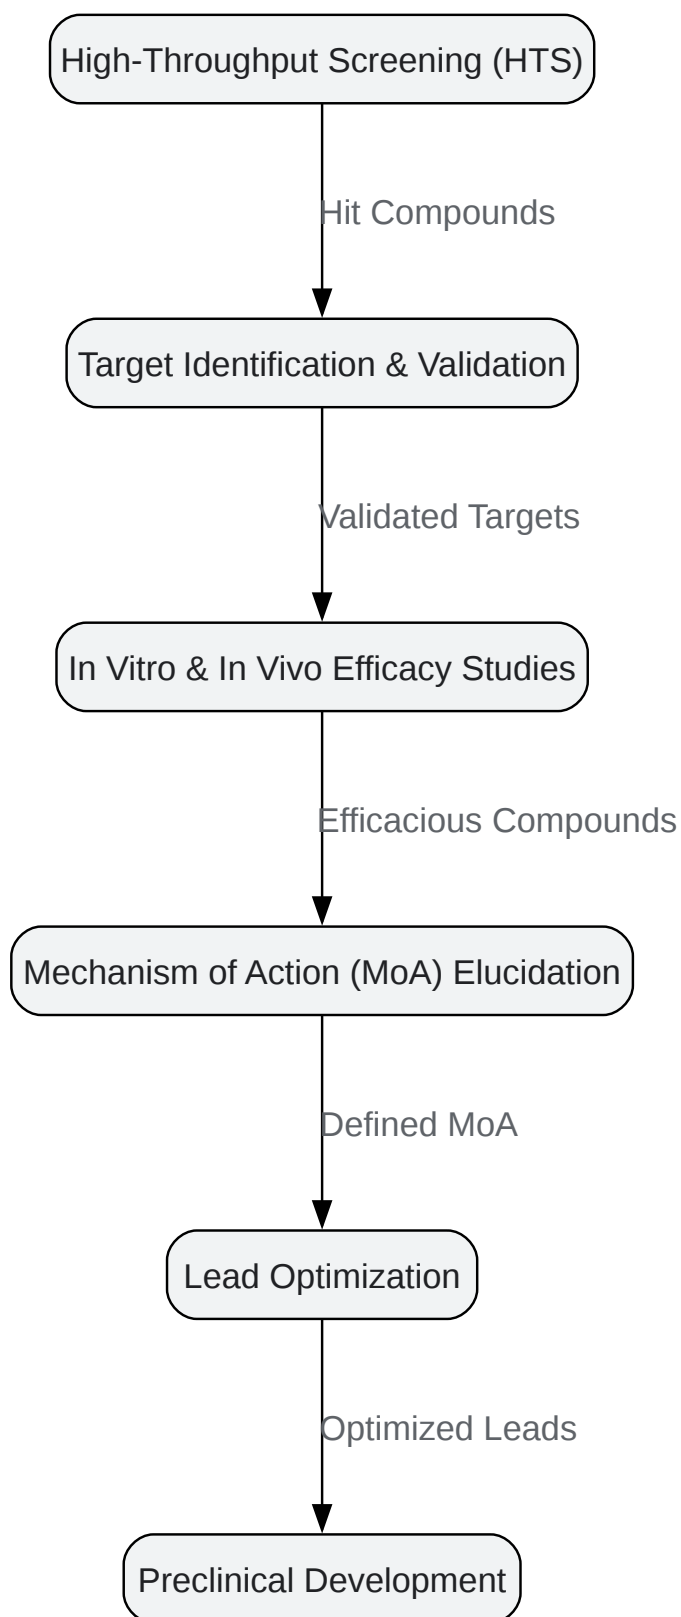 High-Throughput Screening (HTS)
Hit Compounds
Target Identification & Validation
Validated Targets
In Vitro & In Vivo Efficacy Studies
Efficacious Compounds
Mechanism of Action (MoA) Elucidation
Defined MoA
Lead Optimization
Optimized Leads
Preclinical Development